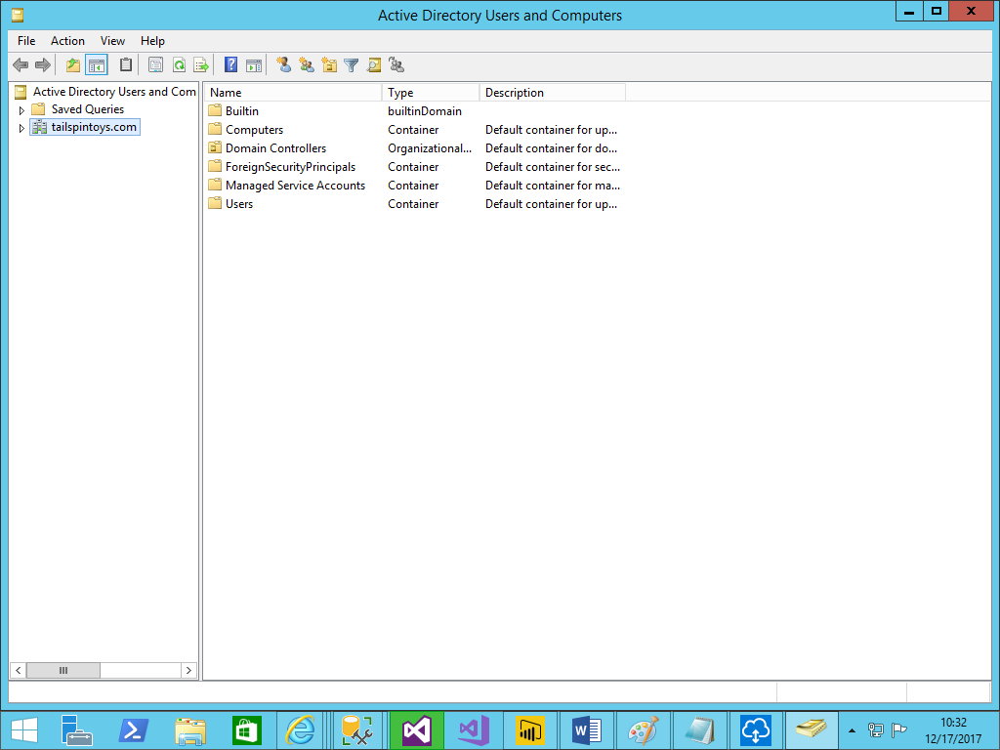 Active Directory Users and Computers
File Action View Help
Active Directory Users and Com
Saved Queries
tailspintoys.com
Name Type Description
Builtin builtinDomain
Computers Container Default container for up...
Domain Controllers Organizational... Default container for do...
ForeignSecurityPrincipals Container Default container for sec...
Managed Service Accounts Container Default container for ma...
Users Container Default container for up...
10:32
12/17/2017